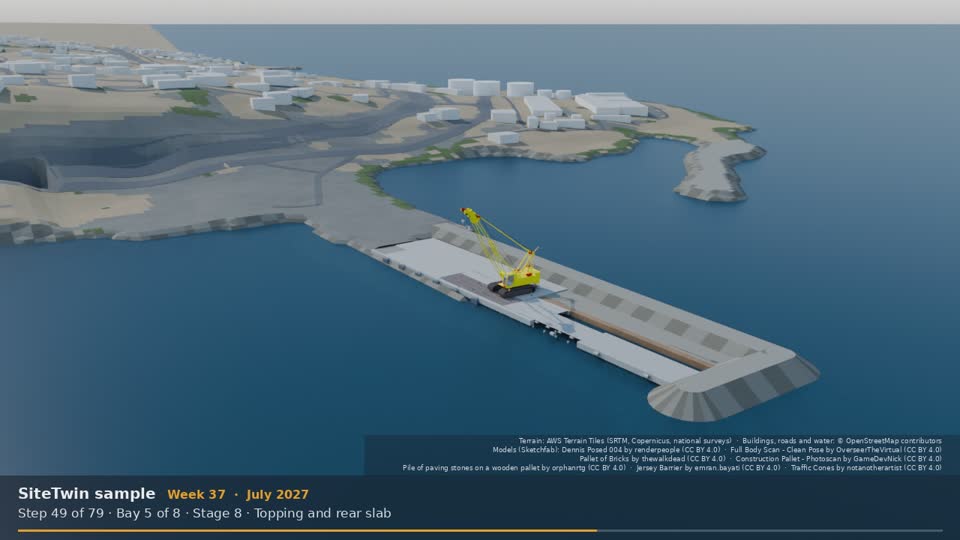 Terrain: AWS Terrain Tiles (SRTM, Copernicus, national surveys) · Buildings, roads and water: © OpenStreetMap contributors
Models (Sketchfab): Dennis Posed 004 by renderpeople (CC BY 4.0) · Full Body Scan - Clean Pose by OverseerTheVirtual (CC BY 4.0)
Pallet of Bricks by thewalkdead (CC BY 4.0) · Construction Pallet - Photoscan by GameDevNick (CC BY 4.0)
Pile of paving stones on a wooden pallet by orphanrtg (CC BY 4.0) · Jersey Barrier by emran.bayati (CC BY 4.0) · Traffic Cones by notanotherartist (CC BY 4.0)
SiteTwin sample Week 37 · July 2027
Step 49 of 79 · Bay 5 of 8 · Stage 8 · Topping and rear slab